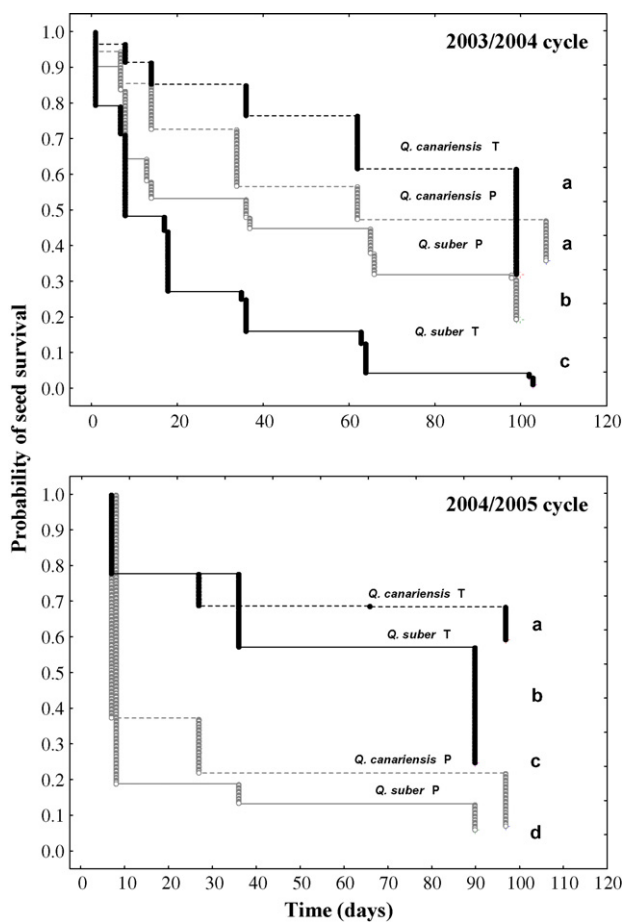 1.0
2003/2004 cycle
0.9
0.8
0.7
Q. canariensis T
0.6
a
Q. canariensis P
0.5
a
0.4
Q. suber P
0.3
b
0.2
Q. suber T
0.1
c
0.0
0 20 40 60 80 100 120
Probability of seed survival
1.0
2004/2005 cycle
0.9
0.8
Q. canariensis T
0.7
a
0.6
Q. suber T
0.5
b
0.4
0.3
Q. canariensis P
c
0.2
Q. suber P
0.1
d
0.0
0 10 20 30 40 50 60 70 80 90 100 110 120
Time (days)